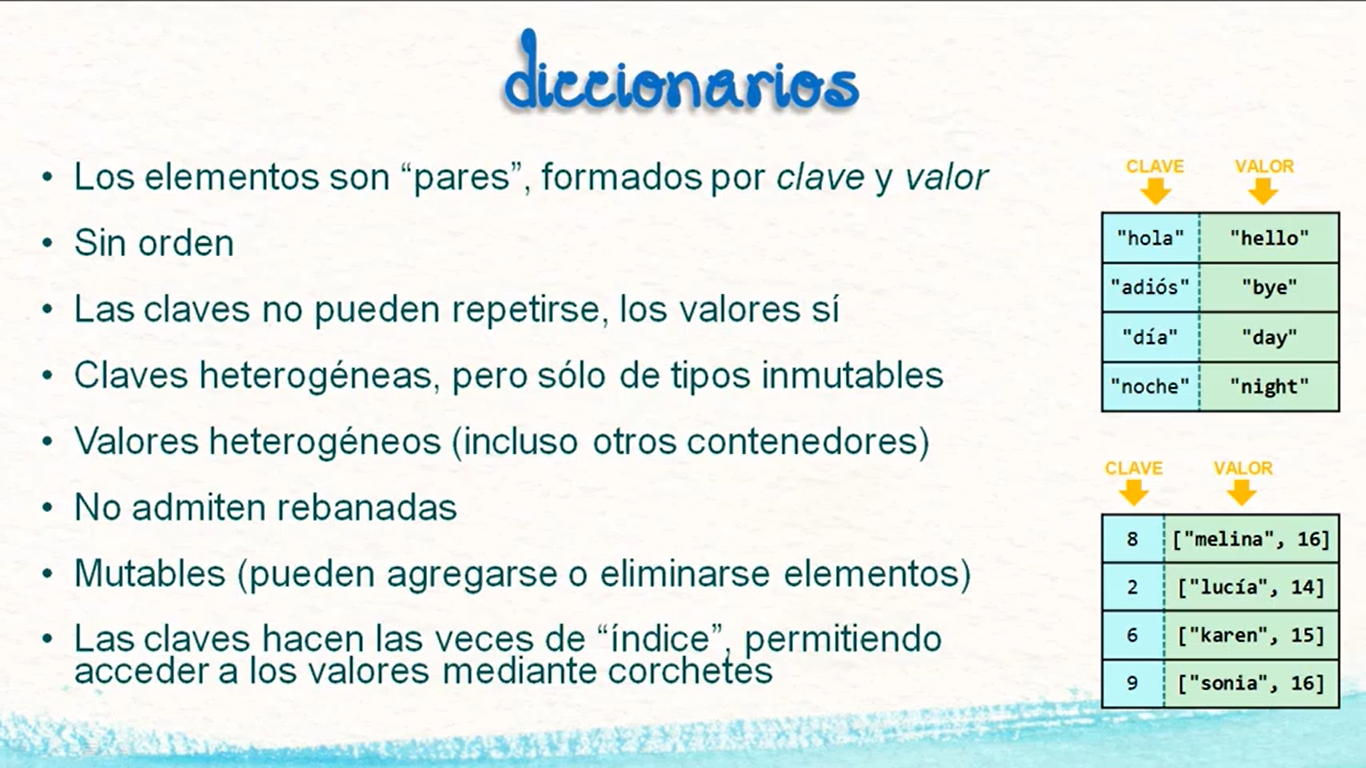 diccionarios
• Los elementos son “pares”, formados por clave y valor
• Sin orden
• Las claves no pueden repetirse, los valores sí
• Claves heterogéneas, pero sólo de tipos inmutables
• Valores heterogéneos (incluso otros contenedores)
• No admiten rebanadas
• Mutables (pueden agregarse o eliminarse elementos)
• Las claves hacen las veces de “índice”, permitiendo
acceder a los valores mediante corchetes
CLAVE VALOR
"hola" "hello"
"adiós" "bye"
"día" "day"
"noche" "night"
CLAVE VALOR
8 ["melina", 16]
2 ["lucía", 14]
6 ["karen", 15]
9 ["sonia", 16]